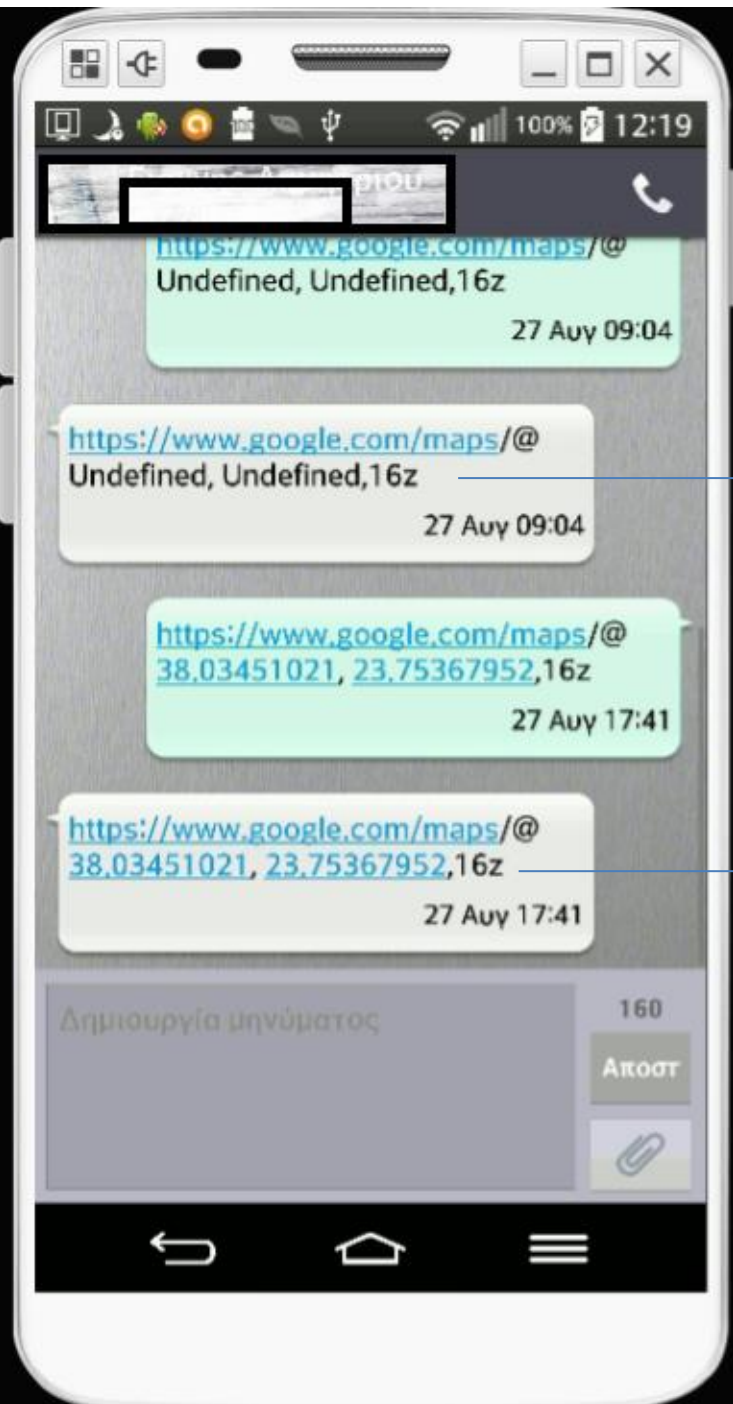 100% 12:19
https://www.google.com/maps/@
Undefined, Undefined,16z
27 Αυγ 09:04
https://www.google.com/maps/@
Undefined, Undefined,16z
27 Αυγ 09:04
https://www.google.com/maps/@
38,03451021, 23,75367952,16z
27 Αυγ 17:41
https://www.google.com/maps/@
38,03451021, 23,75367952,16z
27 Αυγ 17:41
Δημιουργία μηνύματος
160
Αποστ